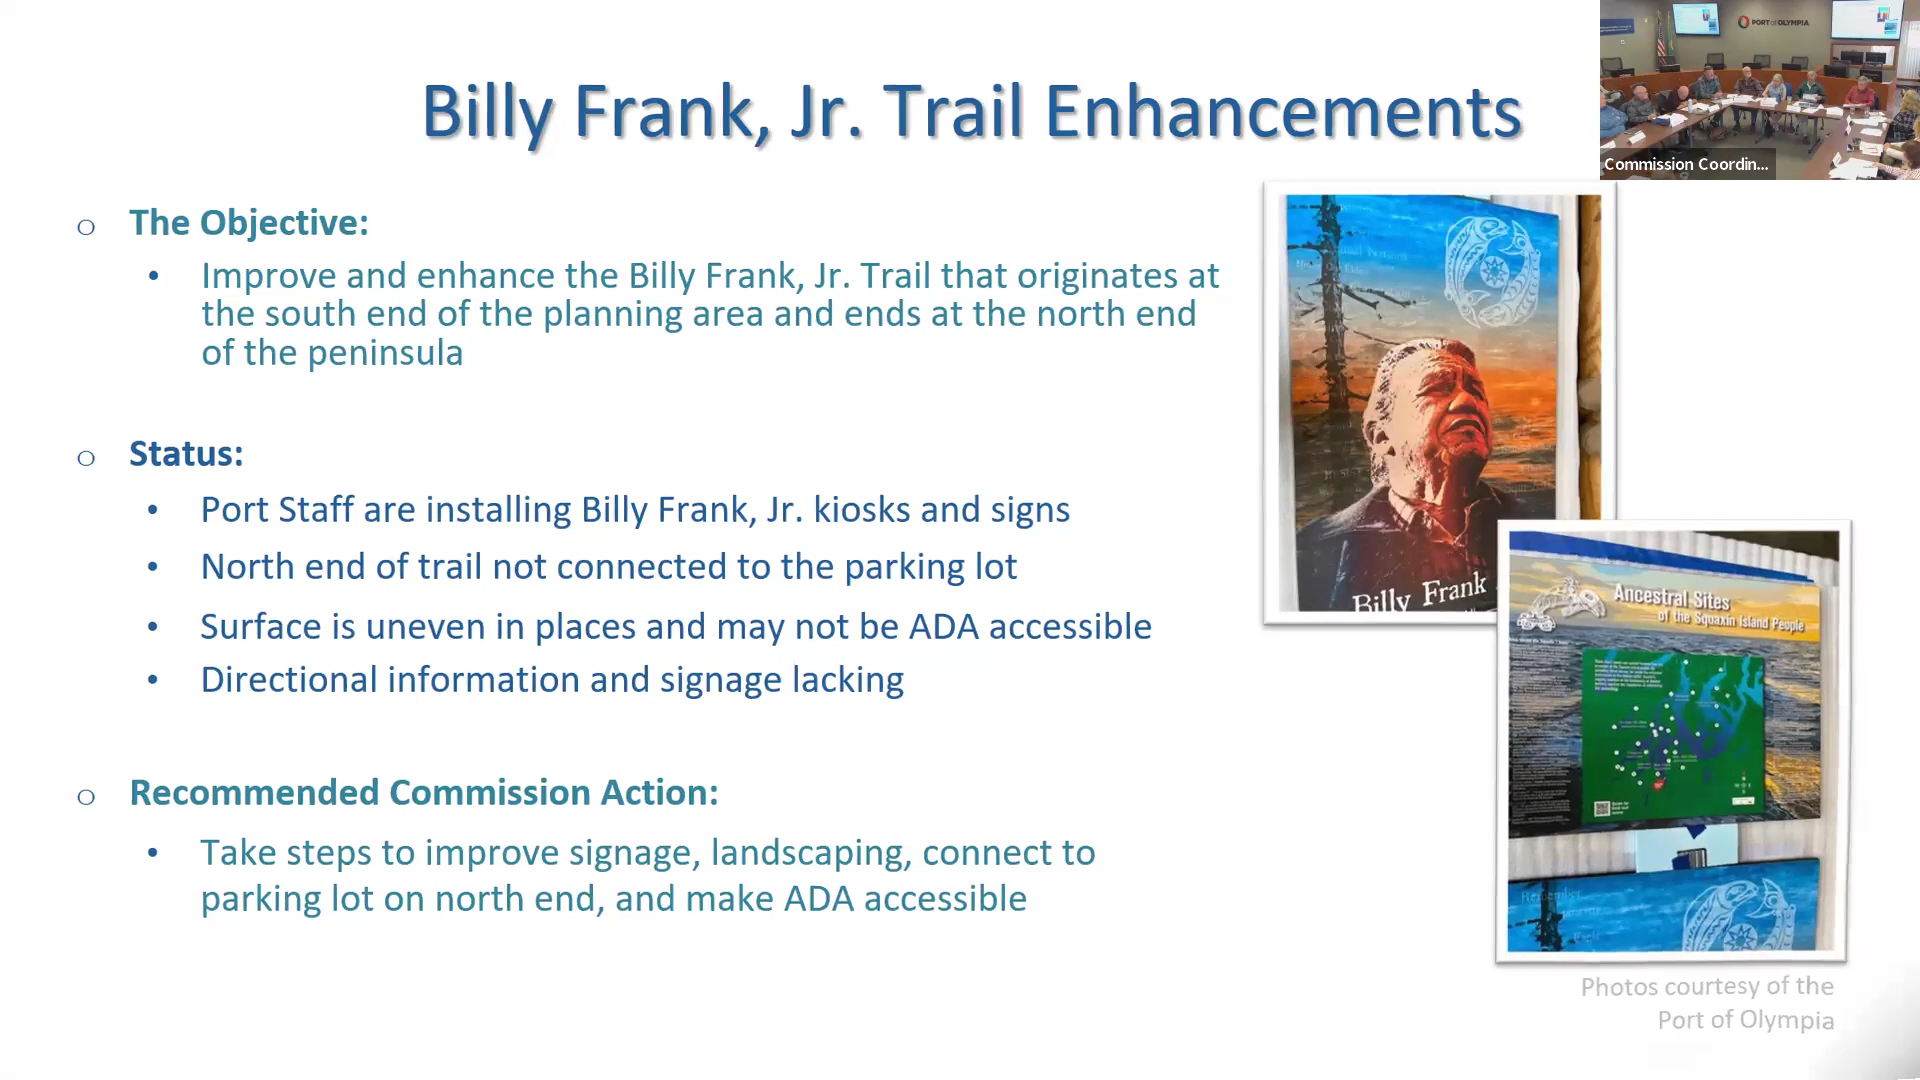 Billy Frank, Jr. Trail Enhancements
PORT OF OLYMPIA
Commission Coordin...
o The Objective:
• Improve and enhance the Billy Frank, Jr. Trail that originates at
the south end of the planning area and ends at the north end
of the peninsula
o Status:
• Port Staff are installing Billy Frank, Jr. kiosks and signs
• North end of trail not connected to the parking lot
• Surface is uneven in places and may not be ADA accessible
• Directional information and signage lacking
o Recommended Commission Action:
• Take steps to improve signage, landscaping, connect to
parking lot on north end, and make ADA accessible
Billy Frank
Ancestral Sites
of the Squaxin Island People
Remember
Photos courtesy of the
Port of Olympia